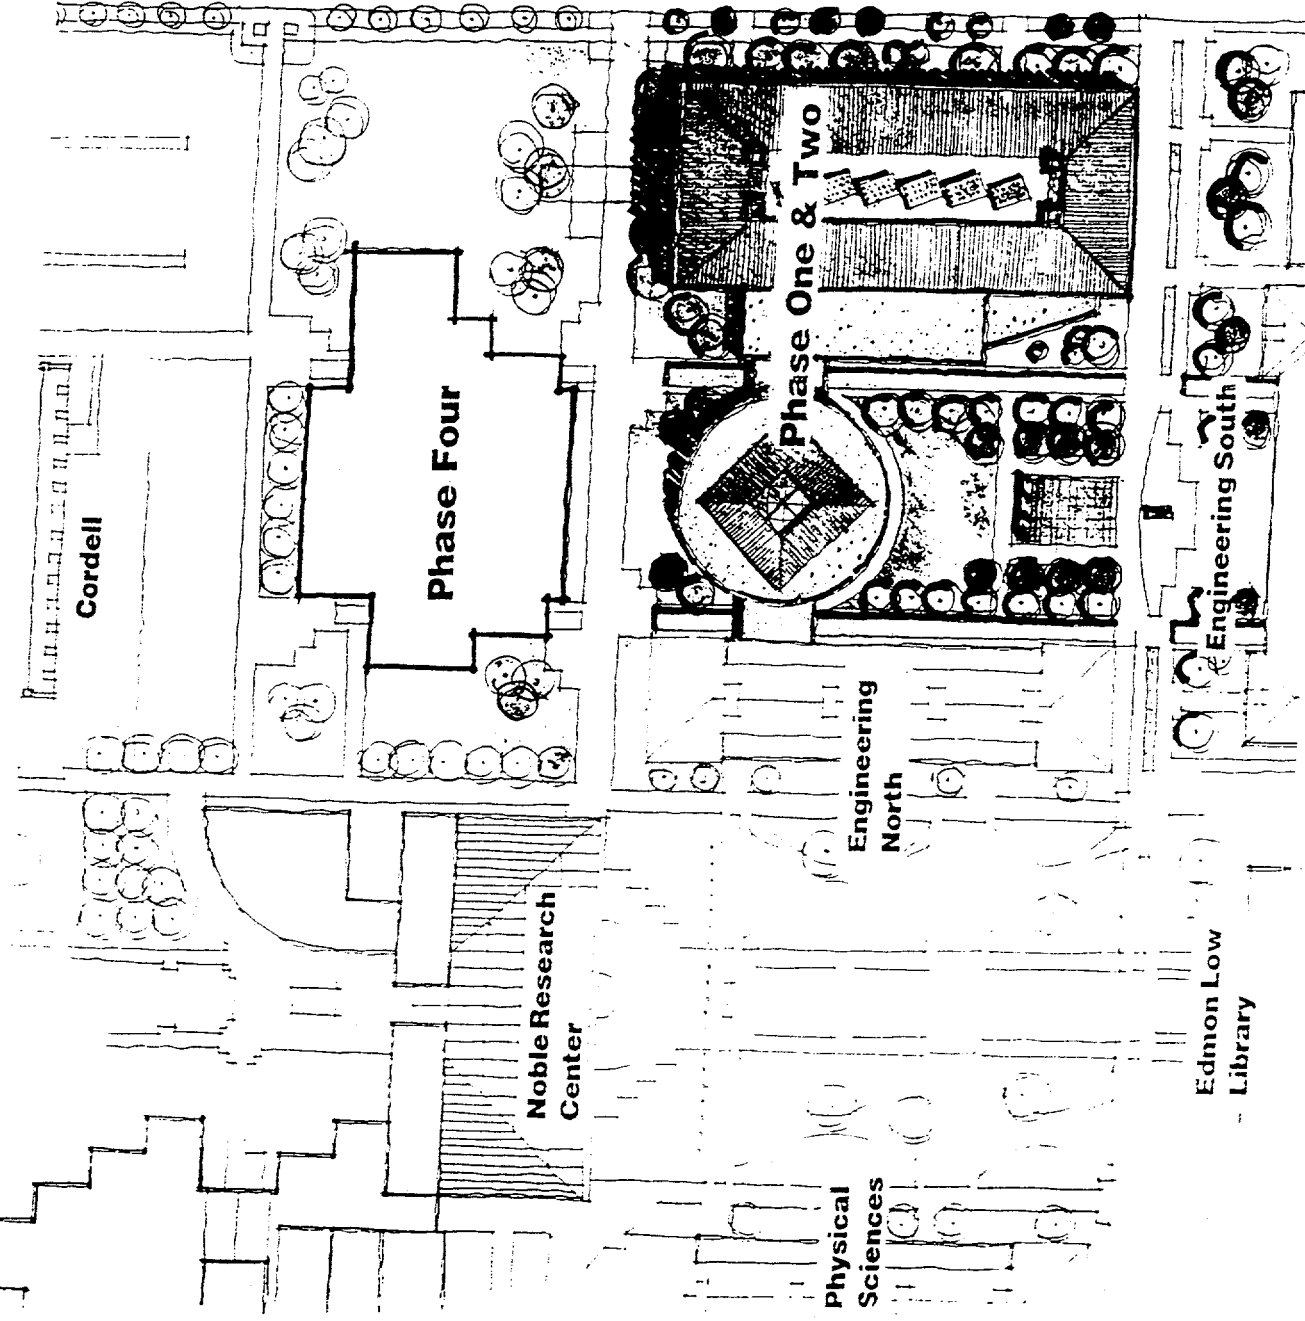 Cordell
Phase Four
Phase One & Two
Engineering South
Engineering
North
Noble Research
Center
Edmon Low
Library
Physical
Sciences